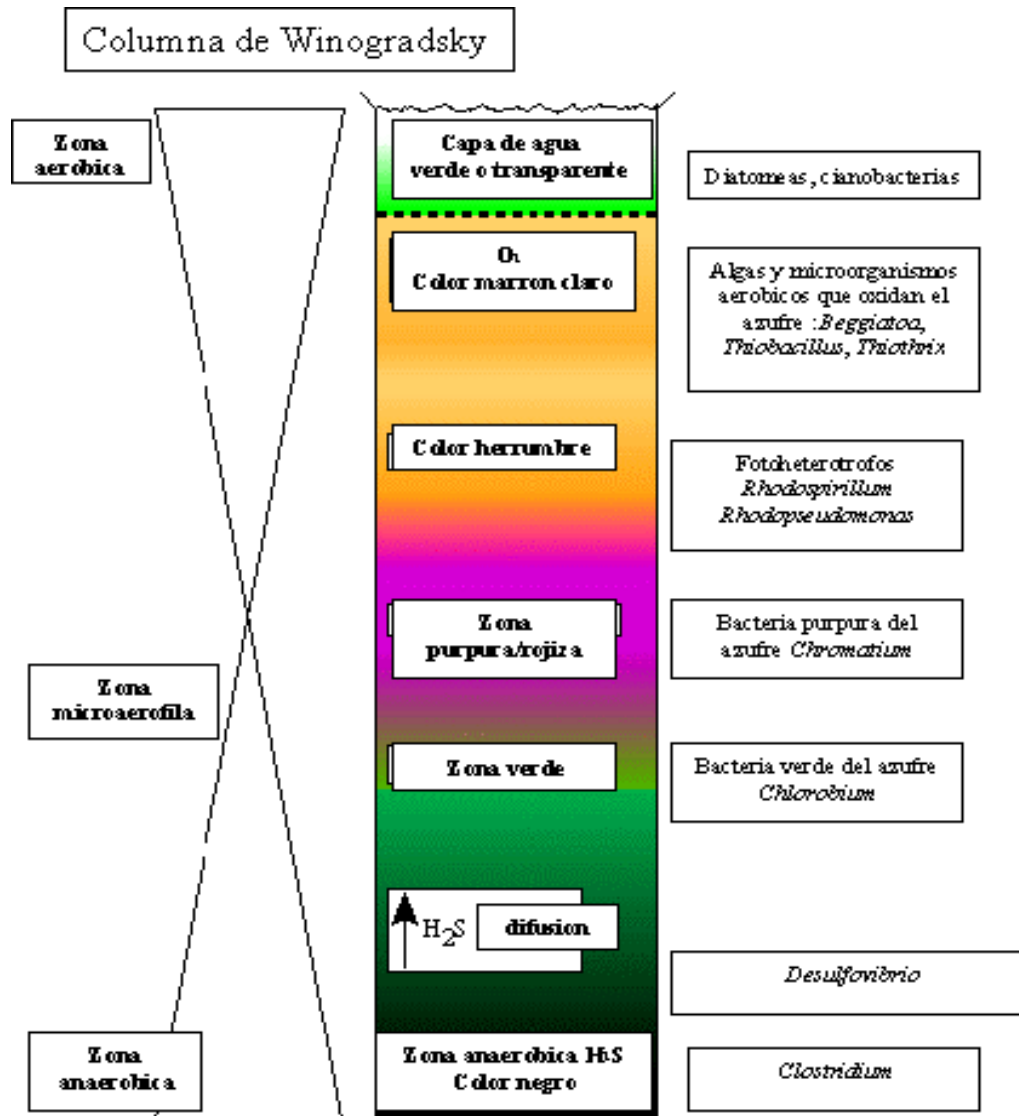 Columna de Winogradsky
Zona
aerobica
Capa de agua
verde o transparente
Diatomeas, cianobacterias
O₂
Color marron claro
Algas y microorganismos
aerobicos que oxidan el
azufre : Beggiatoa,
Thiobacillus, Thiothrix
Color herrumbre
Fotoheterotrofos
Rhodospirillum
Rhodopseudomonas
Zona
purpura/rojiza
Bacteria purpura del
azufre Chromatium
Zona
microaerofila
Zona verde
Bacteria verde del azufre
Chlorobium
H₂S
difusion
Desulfovibrio
Zona
anaerobica
Zona anaerobica H₂S
Color negro
Clostridium